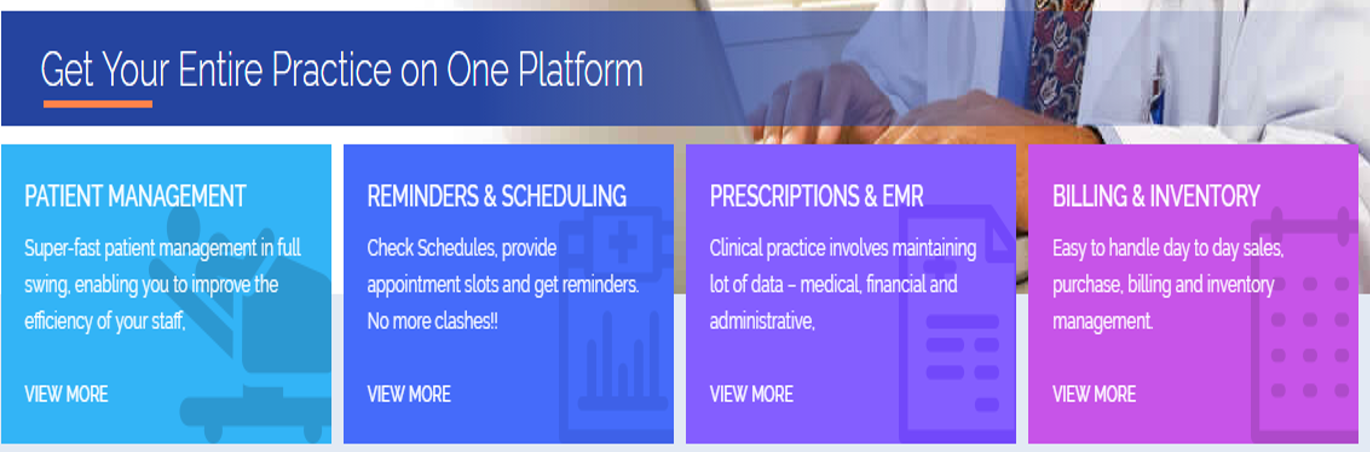 Get Your Entire Practice on One Platform
PATIENT MANAGEMENT
Super-fast patient management in full
swing, enabling you to improve the
efficiency of your staff,
VIEW MORE
REMINDERS & SCHEDULING
Check Schedules, provide
appointment slots and get reminders.
No more clashes!!
VIEW MORE
PRESCRIPTIONS & EMR
Clinical practice involves maintaining
lot of data – medical, financial and
administrative,
VIEW MORE
BILLING & INVENTORY
Easy to handle day to day sales,
purchase, billing and inventory
management.
VIEW MORE